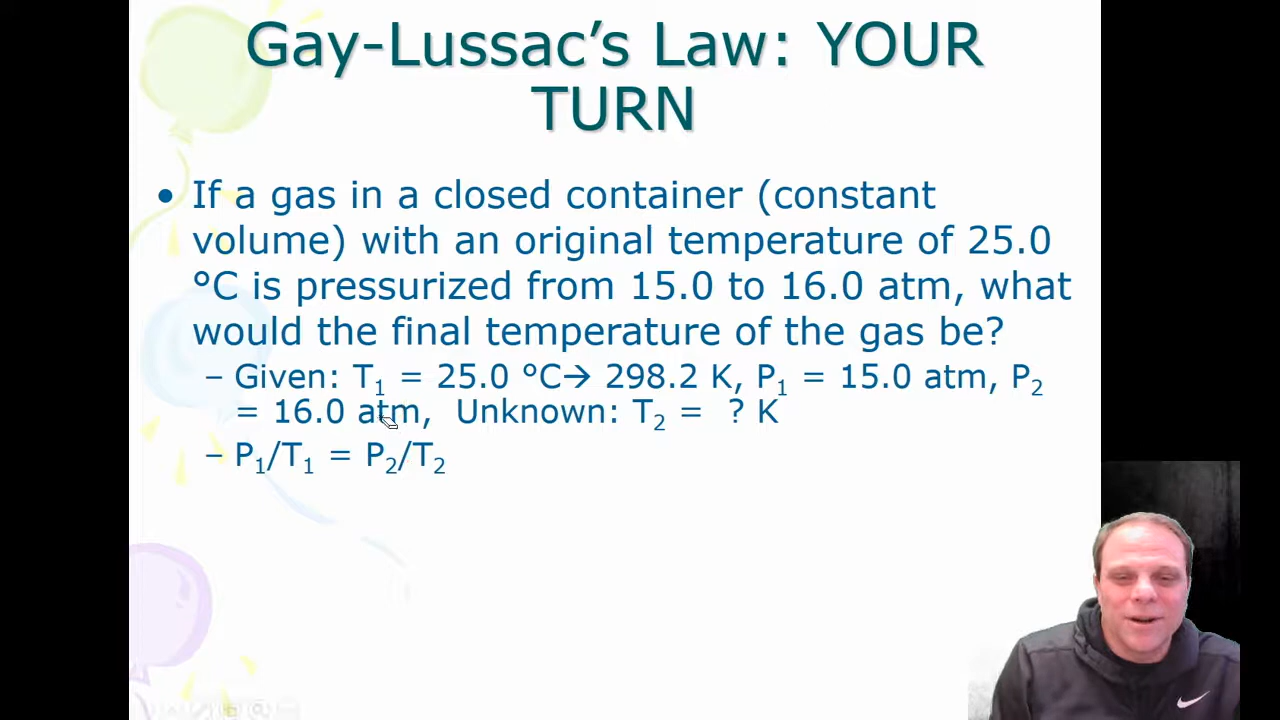 Gay-Lussac’s Law: YOUR
TURN
• If a gas in a closed container (constant
volume) with an original temperature of 25.0
°C is pressurized from 15.0 to 16.0 atm, what
would the final temperature of the gas be?
– Given: T₁ = 25.0 °C→ 298.2 K, P₁ = 15.0 atm, P₂
= 16.0 atm, Unknown: T₂ = ? K
– P₁/T₁ = P₂/T₂